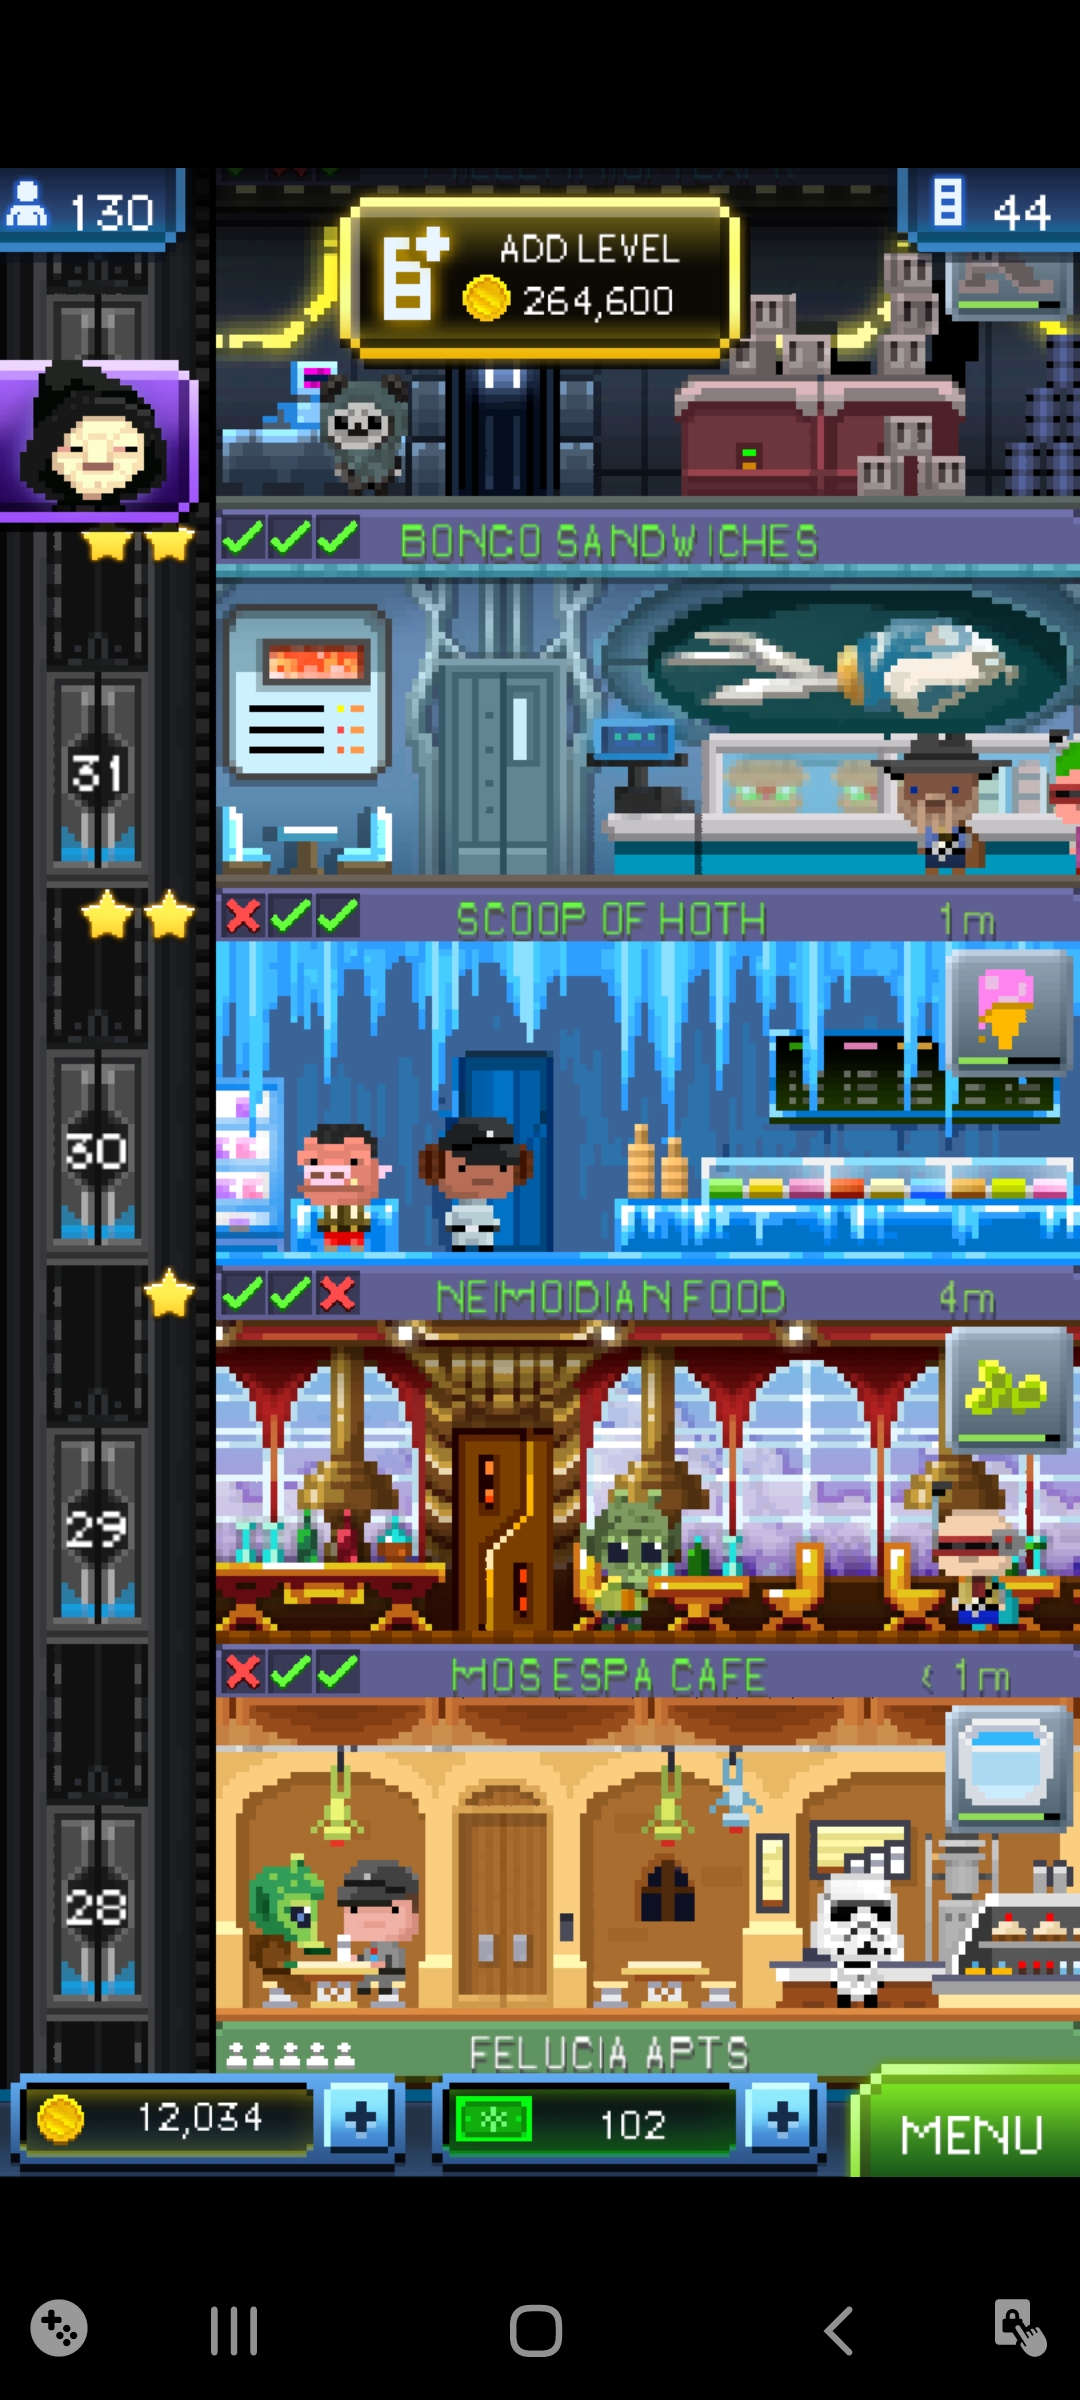 130
44
ADD LEVEL
264,600
BONGO SANDWICHES
31
SCOOP OF HOTH 1m
30
NEIMOIDIAN FOOD 4m
29
MOS ESPA CAFE < 1m
28
FELUCIA APTS
12,034
102
MENU